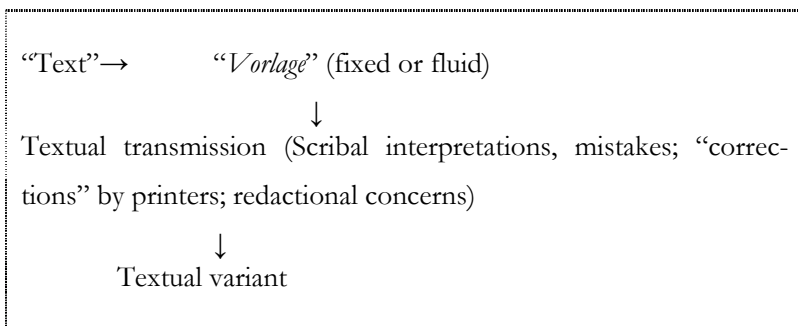 “Text”→ “Vorlage” (fixed or fluid)
↓
Textual transmission (Scribal interpretations, mistakes; “correc-
tions” by printers; redactional concerns)
↓
Textual variant